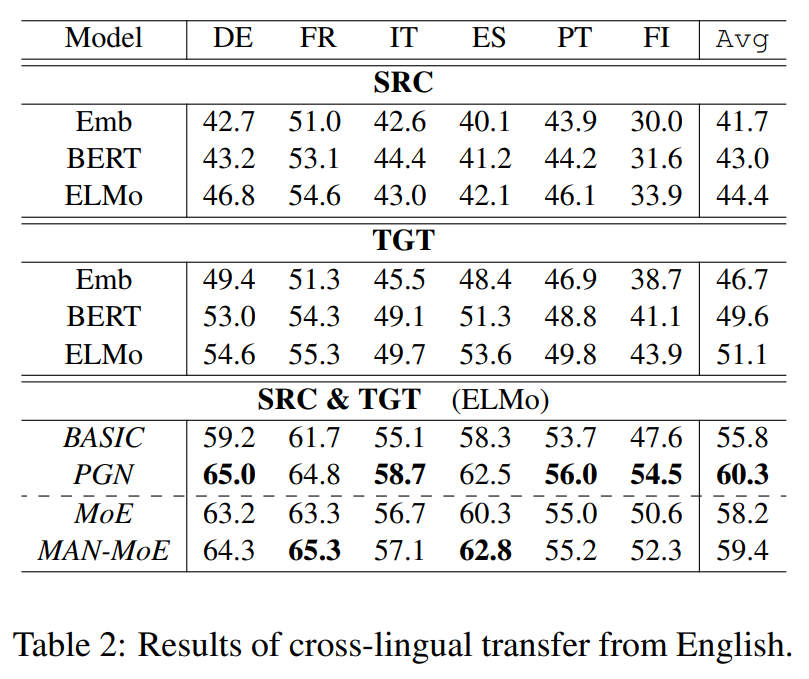 Model DE FR IT ES PT FI Avg
SRC
Emb 42.7 51.0 42.6 40.1 43.9 30.0 41.7
BERT 43.2 53.1 44.4 41.2 44.2 31.6 43.0
ELMo 46.8 54.6 43.0 42.1 46.1 33.9 44.4
TGT
Emb 49.4 51.3 45.5 48.4 46.9 38.7 46.7
BERT 53.0 54.3 49.1 51.3 48.8 41.1 49.6
ELMo 54.6 55.3 49.7 53.6 49.8 43.9 51.1
SRC & TGT (ELMo)
BASIC 59.2 61.7 55.1 58.3 53.7 47.6 55.8
PGN 65.0 64.8 58.7 62.5 56.0 54.5 60.3
MoE 63.2 63.3 56.7 60.3 55.0 50.6 58.2
MAN-MoE 64.3 65.3 57.1 62.8 55.2 52.3 59.4
Table 2: Results of cross-lingual transfer from English.